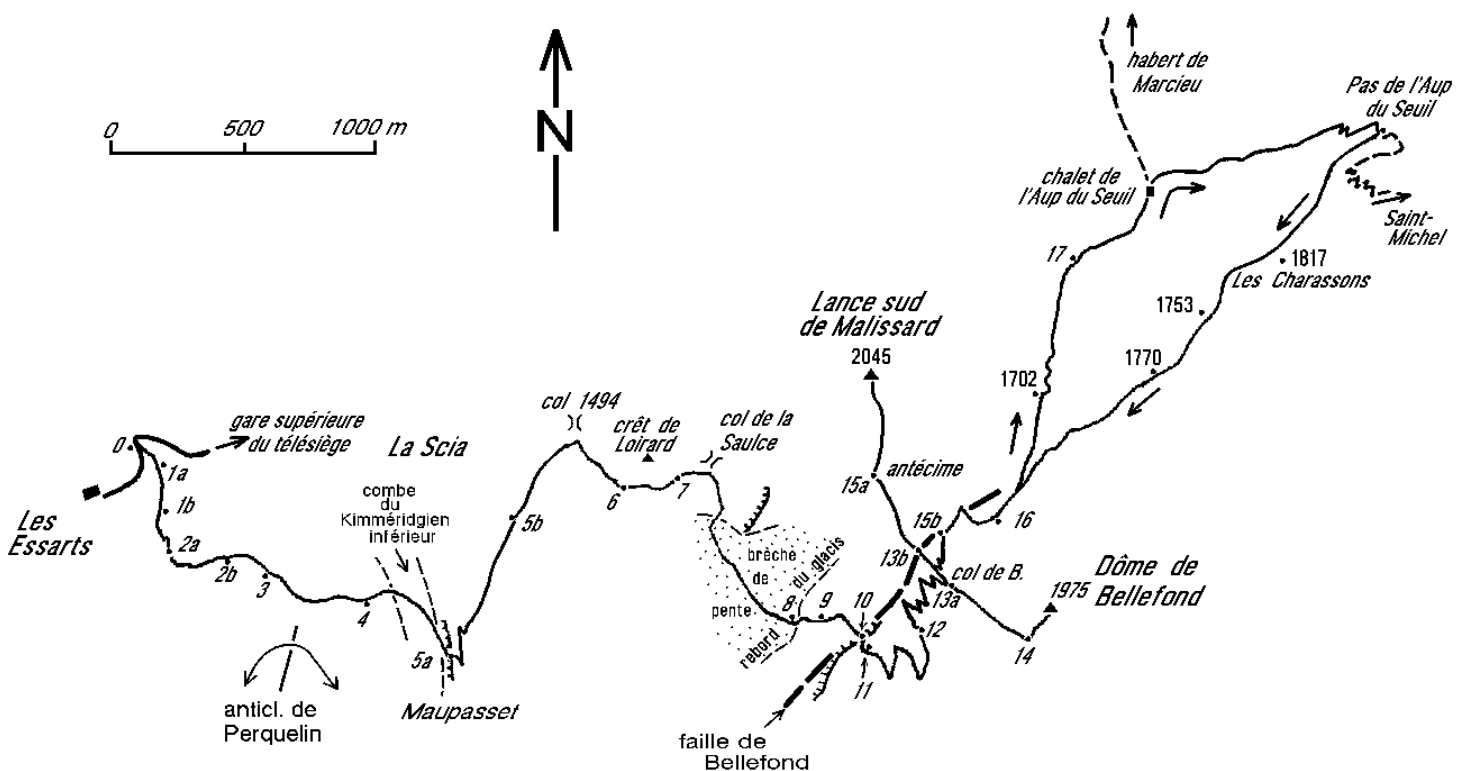 habert de
Marcieu
Pas de l'Aup
du Seuil
0 500 1000 m
N
chalet de
l'Aup du Seuil
Saint-
Michel
17
1817
Les Charassons
Lance sud
de Malissard
2045
1753
1770
1702
col 1494
crêt de
Loirard
col de la
Saulce
gare supérieure
du télésiège
La Scia
0
1a
1b
Les
Essarts
2a
2b
3
4
combe
du
Kimméridgien
inférieur
5a
5b
6
7
15a
antécime
15b
16
brèche
de
pente
du glacis
rebord
8
9
10
11
12
13b
col de B.
13a
14
1975
Dôme de
Bellefond
anticl. de
Perquelin
Maupasset
faille de
Bellefond